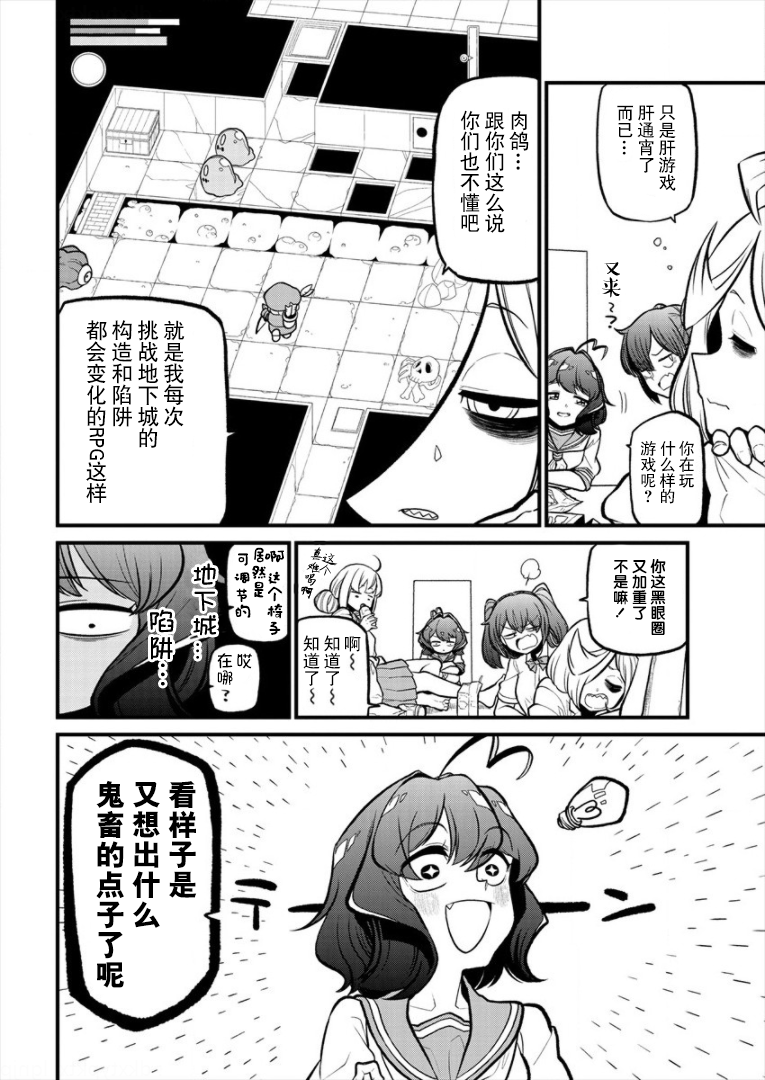 只是肝游戏
肝通宵了
而已…
又来~?
你在玩
什么样的
游戏呢?
肉鸽…
跟你们这么说
你们也不懂吧
就是我每次
挑战地下城的
构造和陷阱
都会变化的RPG这样
你这黑眼圈
又加重了
不是嘛!
啊~
知道了~
知道了~
这个
真难喝啊
啊这个椅子
居然是
可调节的
哎
在哪?
地下城…
陷阱…
看样子是
又想出什么
鬼畜的点子了呢